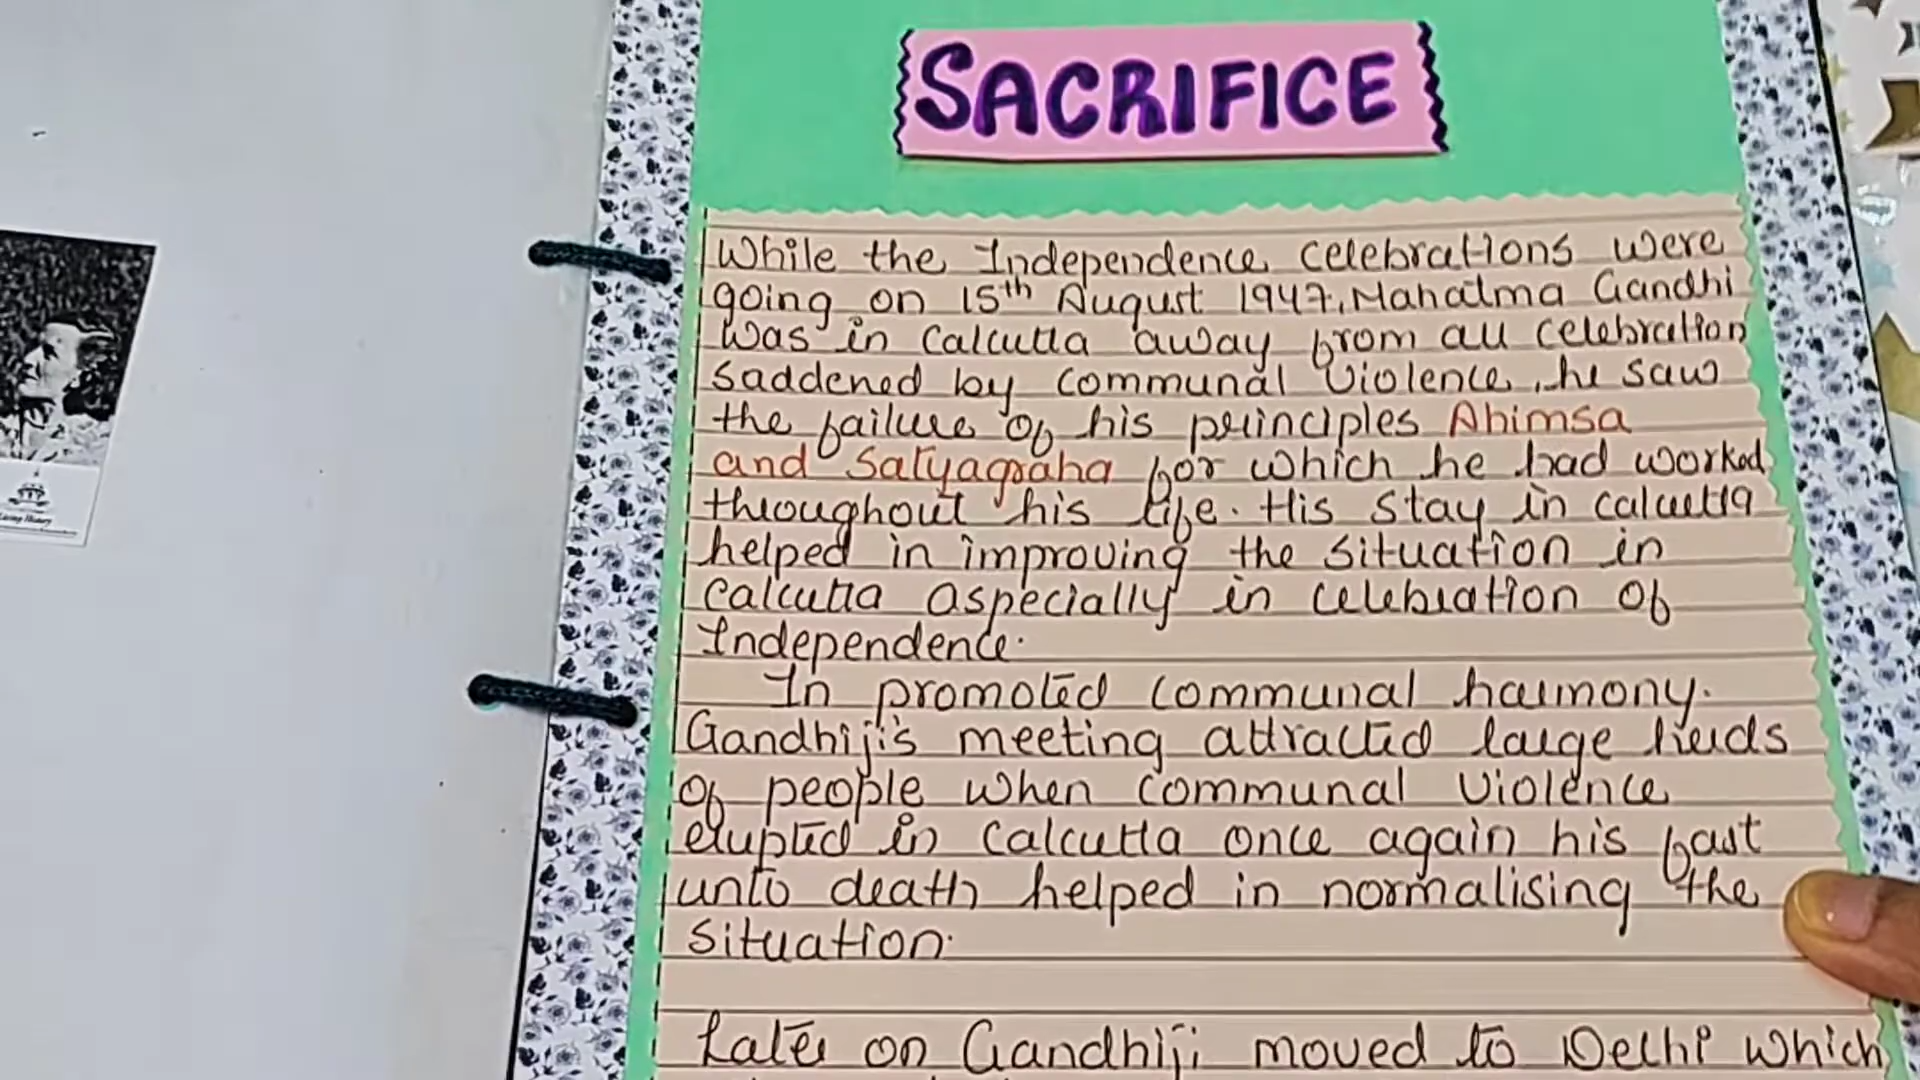 SACRIFICE
While the Independence celebrations were
going on 15th August 1947, Mahatma Gandhi
was in Calcutta away from all celebration
saddened by communal violence, he saw
the failure of his principles Ahimsa
and Satyagraha for which he had worked
throughout his life. His stay in Calcutta
helped in improving the situation in
Calcutta aspecially in celebration of
Independence.
In promoted communal harmony.
Gandhiji's meeting attracted large
of people when communal violence
erupted in Calcutta once again his fast
unto death helped in normalising the
situation.
Later on Gandhiji moved to Delhi which
Living History